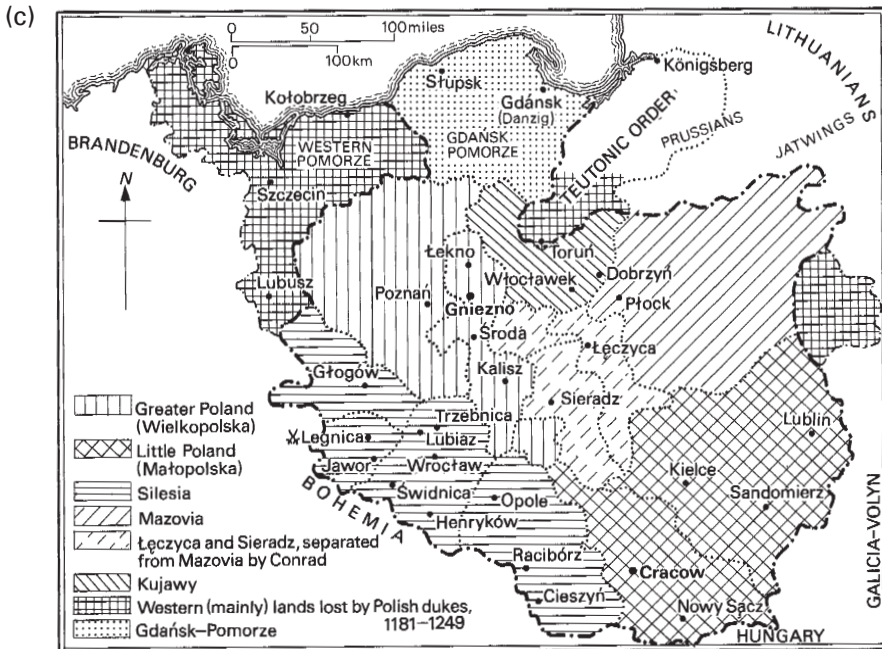 (c)
0 50 100 miles
0 100 km
LITHUANIANS
Königsberg
Słupsk
Gdańsk
(Danzig)
Kołobrzeg
GDAŃSK
POMORZE
TEUTONIC ORDER
PRUSSIANS
JATWINGS
BRANDENBURG
WESTERN
POMORZE
N
Szczecin
Łekno
Toruń
Włocławek
Dobrzyń
Lubusz
Poznań
Gniezno
Płock
Środa
Łęczyca
Głogów
Kalisz
Sieradz
Greater Poland
(Wielkopolska)
Trzebnica
Lublin
Legnica
Lubiaz
Little Poland
(Małopolska)
Jawor
Wrocław
Kielce
Silesia
BOHEMIA
Świdnica
Opole
Sandomierz
Mazovia
Henryków
Łęczyca and Sieradz, separated
from Mazovia by Conrad
GALICIA-VOLYN
Racibórz
Kujawy
Cracow
Cieszyń
Western (mainly) lands lost by Polish dukes,
1181–1249
Nowy Sącz
Gdańsk–Pomorze
HUNGARY